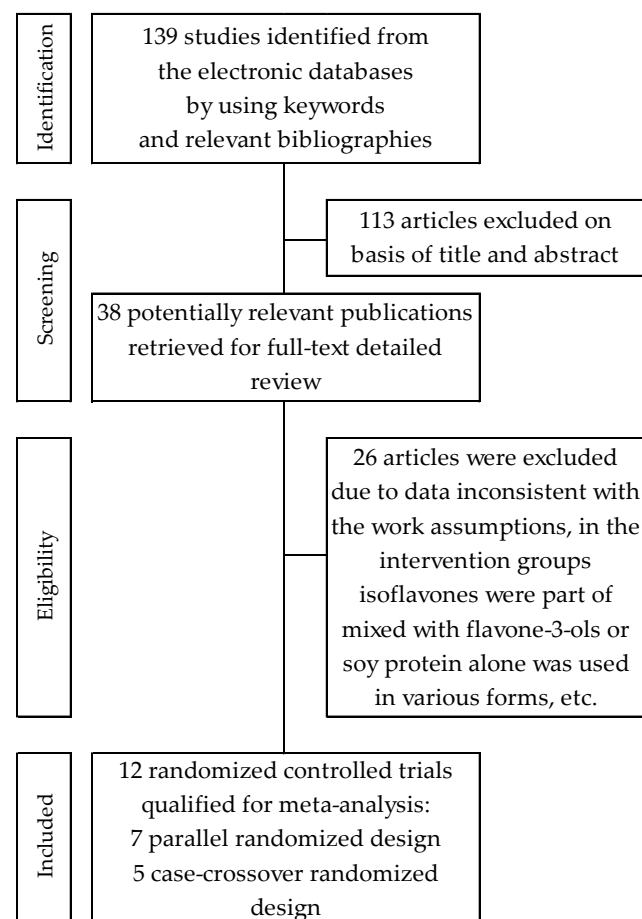 Identification
139 studies identified from
the electronic databases
by using keywords
and relevant bibliographies
Screening
113 articles excluded on
basis of title and abstract
38 potentially relevant publications
retrieved for full-text detailed
review
Eligibility
26 articles were excluded
due to data inconsistent with
the work assumptions, in the
intervention groups
isoflavones were part of
mixed with flavone-3-ols or
soy protein alone was used
in various forms, etc.
Included
12 randomized controlled trials
qualified for meta-analysis:
7 parallel randomized design
5 case-crossover randomized
design